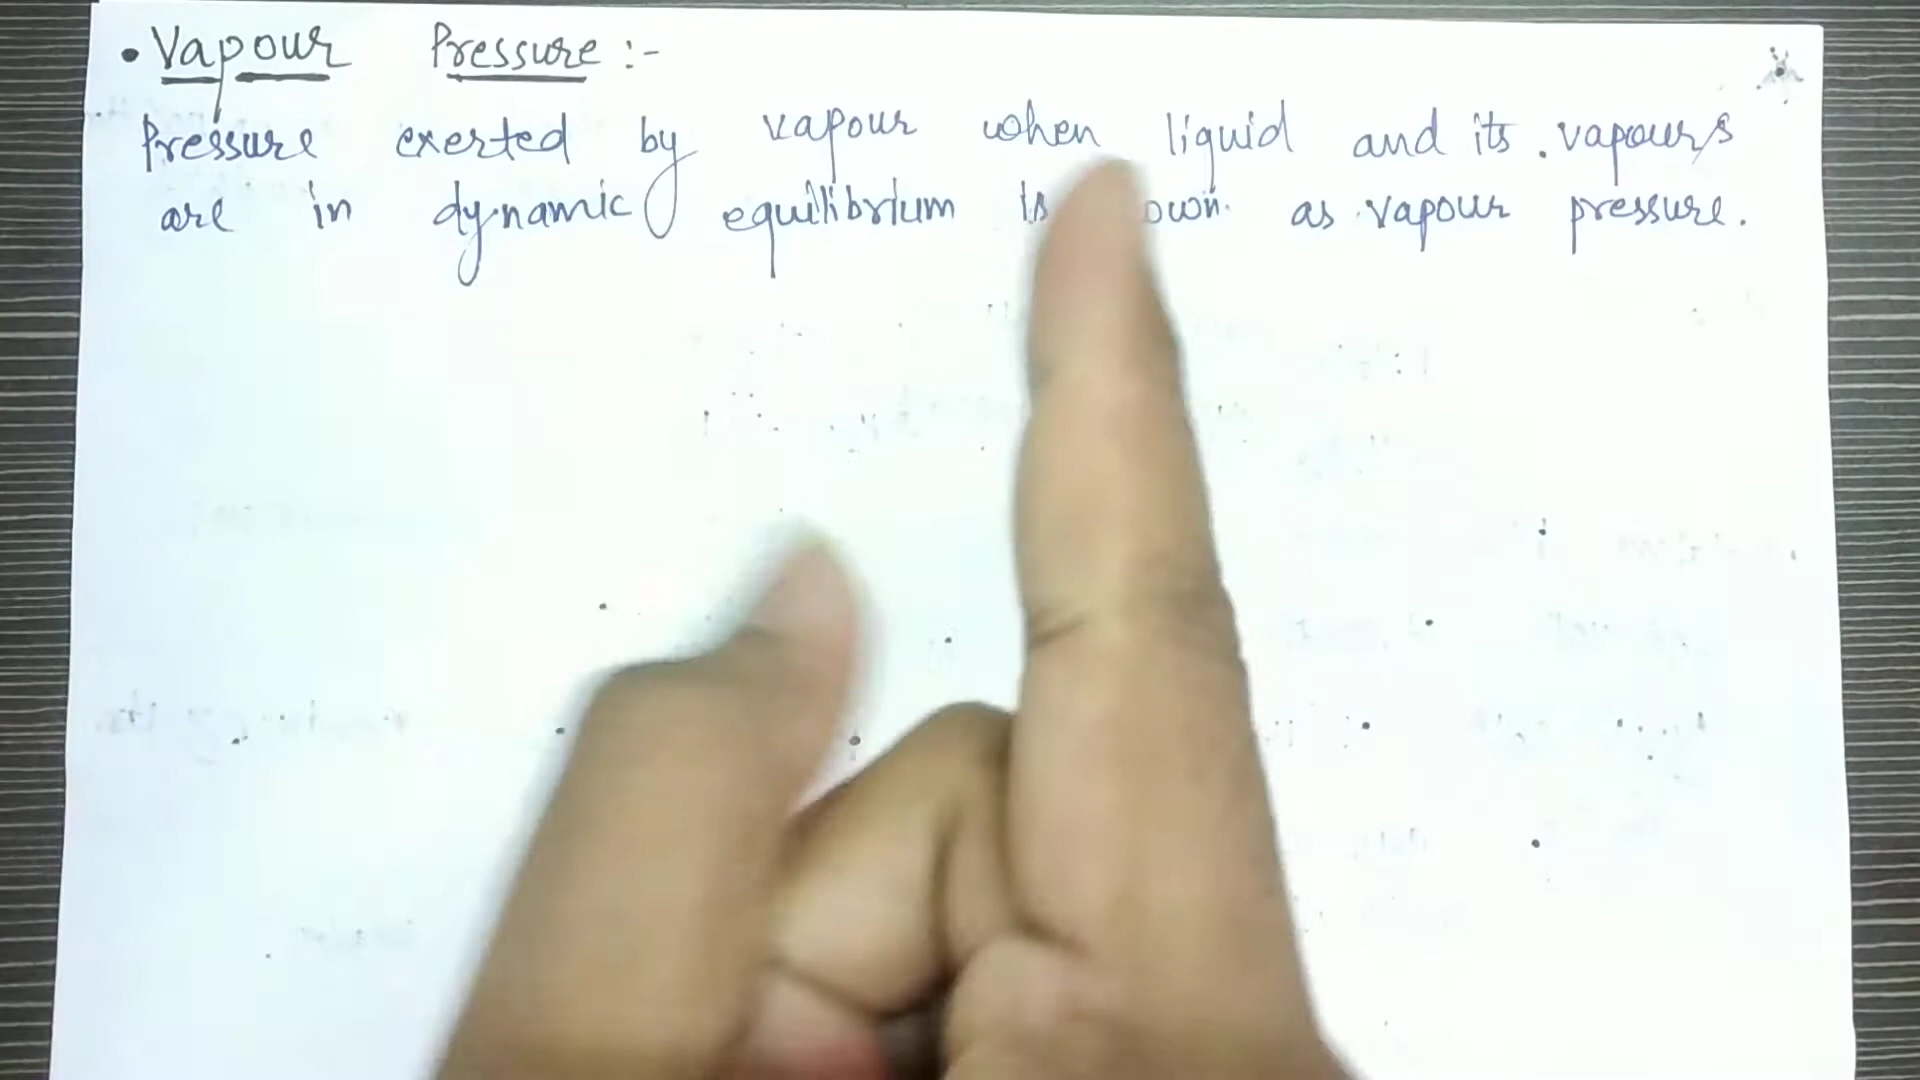 • Vapour Pressure :-
Pressure exerted by vapour when liquid and its vapours
are in dynamic equilibrium is own as vapour pressure.